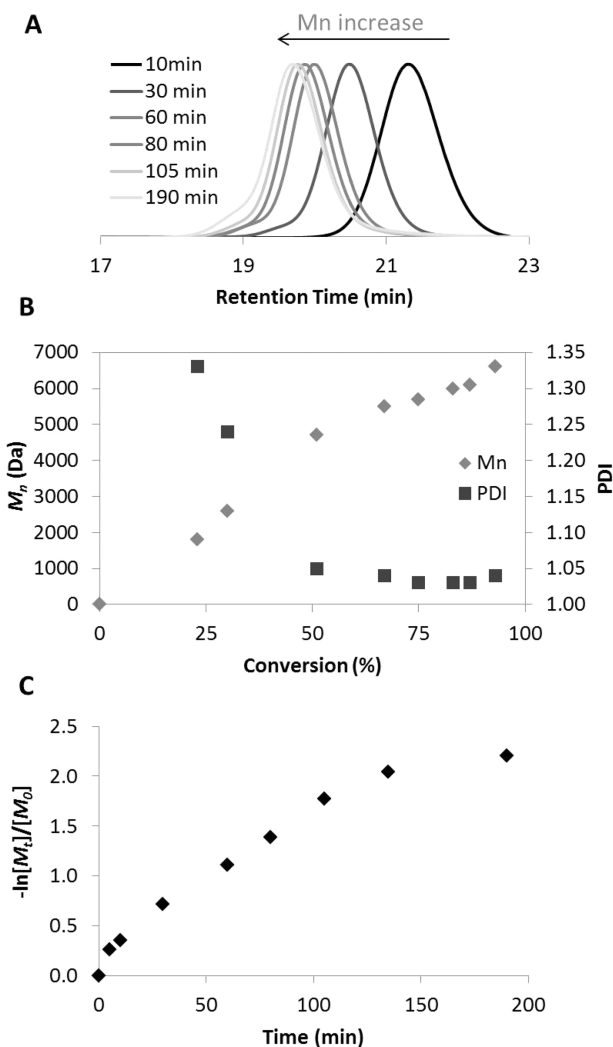 A
Mn increase
10min
30 min
60 min
80 min
105 min
190 min
17
19
21
23
Retention Time (min)
B
7000
6000
5000
4000
3000
2000
1000
0
Mn (Da)
1.35
1.30
1.25
1.20
1.15
1.10
1.05
1.00
PDI
Mn
PDI
0
25
50
75
100
Conversion (%)
C
2.5
2.0
1.5
1.0
0.5
0.0
-ln[Mt]/[M0]
0
50
100
150
200
Time (min)